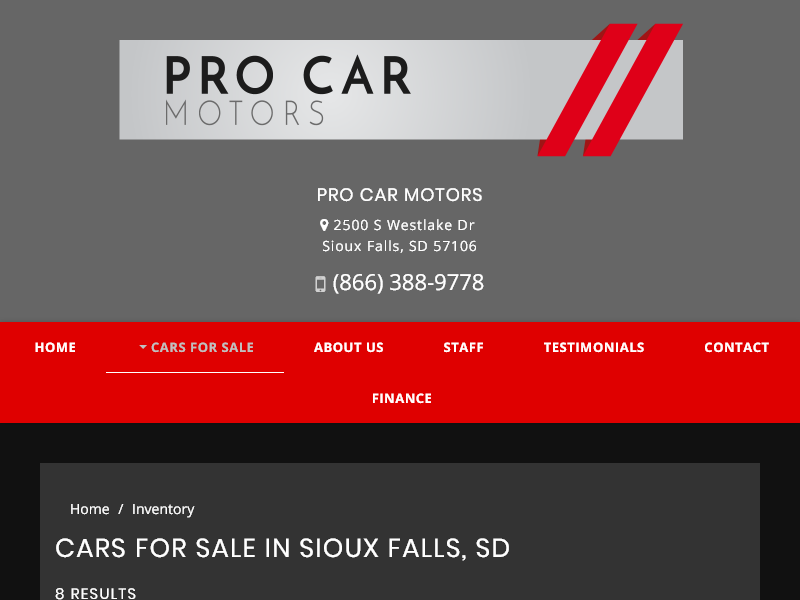 PRO CAR
MOTORS
PRO CAR MOTORS
2500 S Westlake Dr
Sioux Falls, SD 57106
(866) 388-9778
HOME CARS FOR SALE ABOUT US STAFF TESTIMONIALS CONTACT
FINANCE
Home / Inventory
CARS FOR SALE IN SIOUX FALLS, SD
8 RESULTS